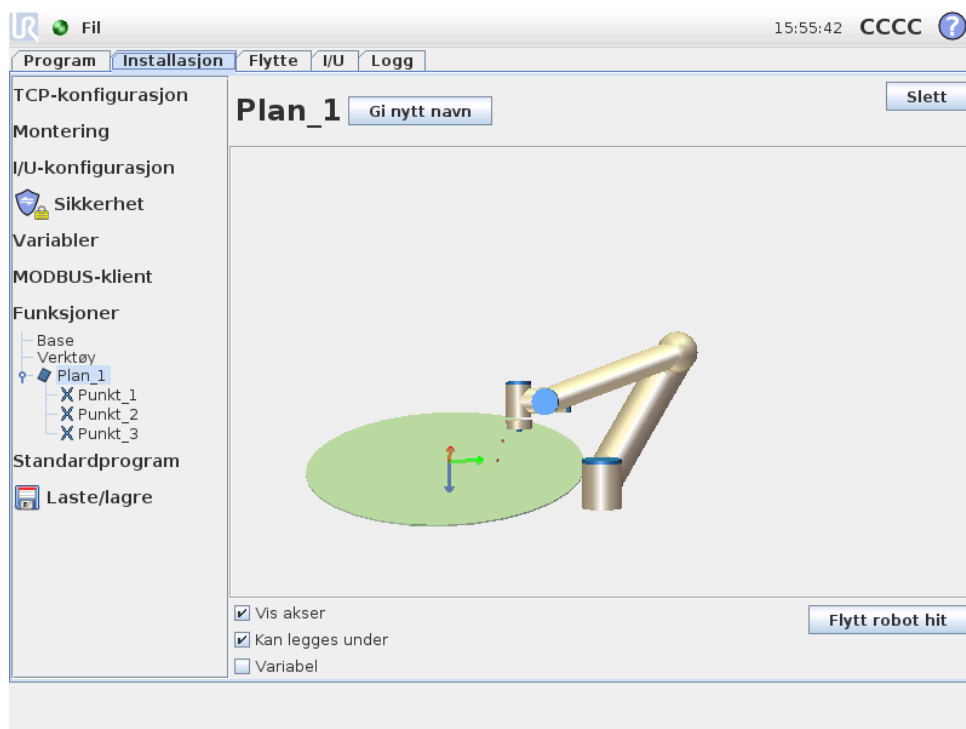 UR Fil 15:55:42 CCCC ?
Program Installasjon Flytte I/U Logg
TCP-konfigurasjon
Montering
I/U-konfigurasjon
Sikkerhet
Variabler
MODBUS-klient
Funksjoner
Base
Verktøy
Plan_1
Punkt_1
Punkt_2
Punkt_3
Standardprogram
Laste/lagre
Plan_1 Gi nytt navn Slett
Vis akser
Kan legges under
Variabel
Flytt robot hit